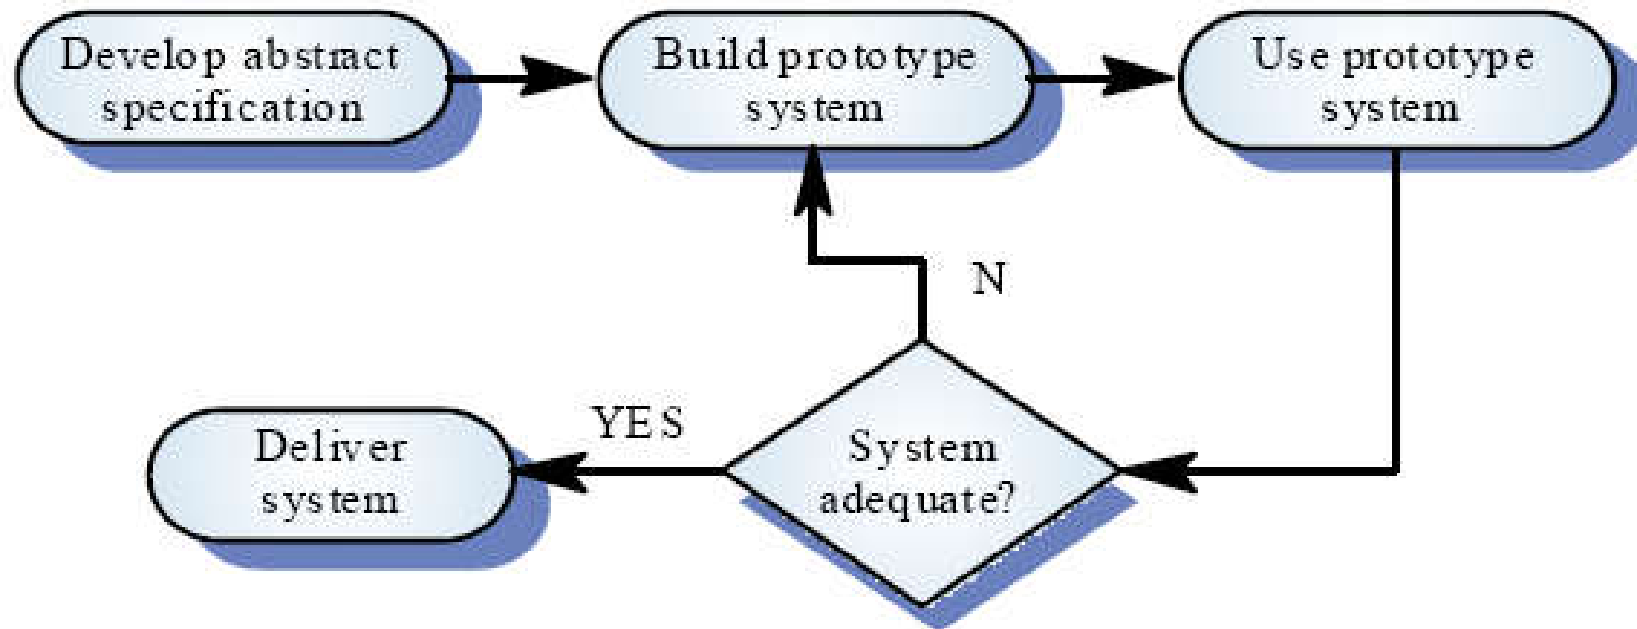 Develop abstract
specification
Build prototype
system
Use prototype
system
N
YES
Deliver
system
System
adequate?